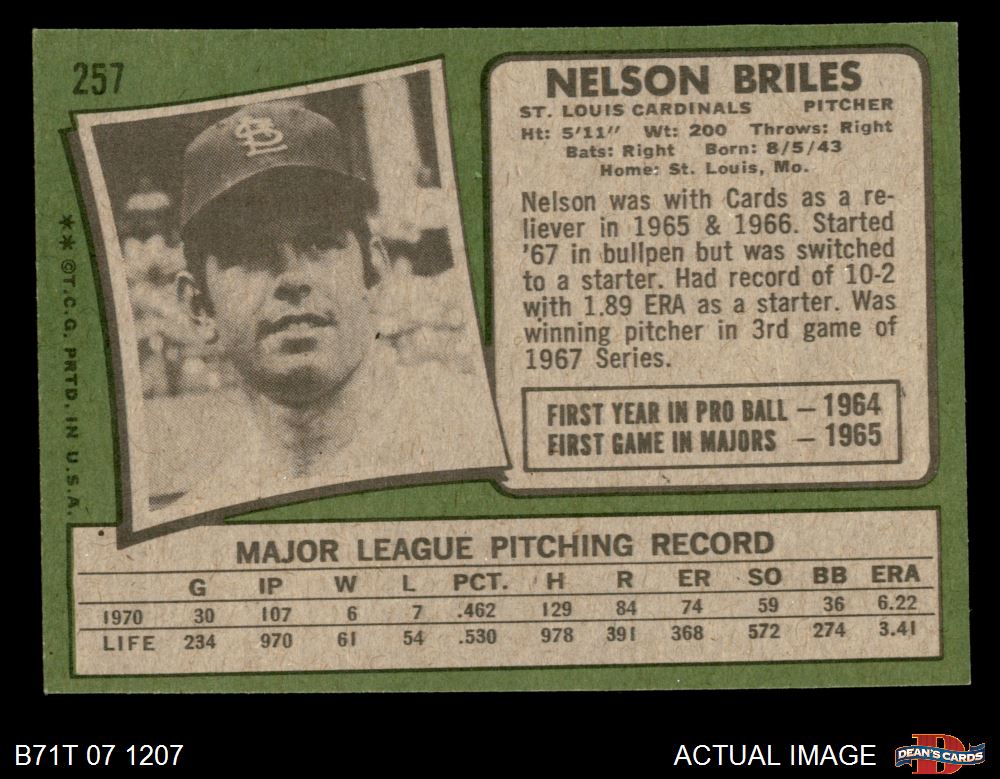 257
NELSON BRILES
ST. LOUIS CARDINALS PITCHER
Ht: 5'11" Wt: 200 Throws: Right
Bats: Right Born: 8/5/43
Home: St. Louis, Mo.
Nelson was with Cards as a re-
liever in 1965 & 1966. Started
'67 in bullpen but was switched
to a starter. Had record of 10-2
with 1.89 ERA as a starter. Was
winning pitcher in 3rd game of
1967 Series.
FIRST YEAR IN PRO BALL — 1964
FIRST GAME IN MAJORS — 1965
StL
**©T.C.G. PRTD. IN U.S.A.
MAJOR LEAGUE PITCHING RECORD
G IP W L PCT. H R ER SO BB ERA
1970 30 107 6 7 .462 129 84 74 59 36 6.22
LIFE 234 970 61 54 .530 978 391 368 572 274 3.41
B71T 07 1207
ACTUAL IMAGE
D
DEAN'S CARDS